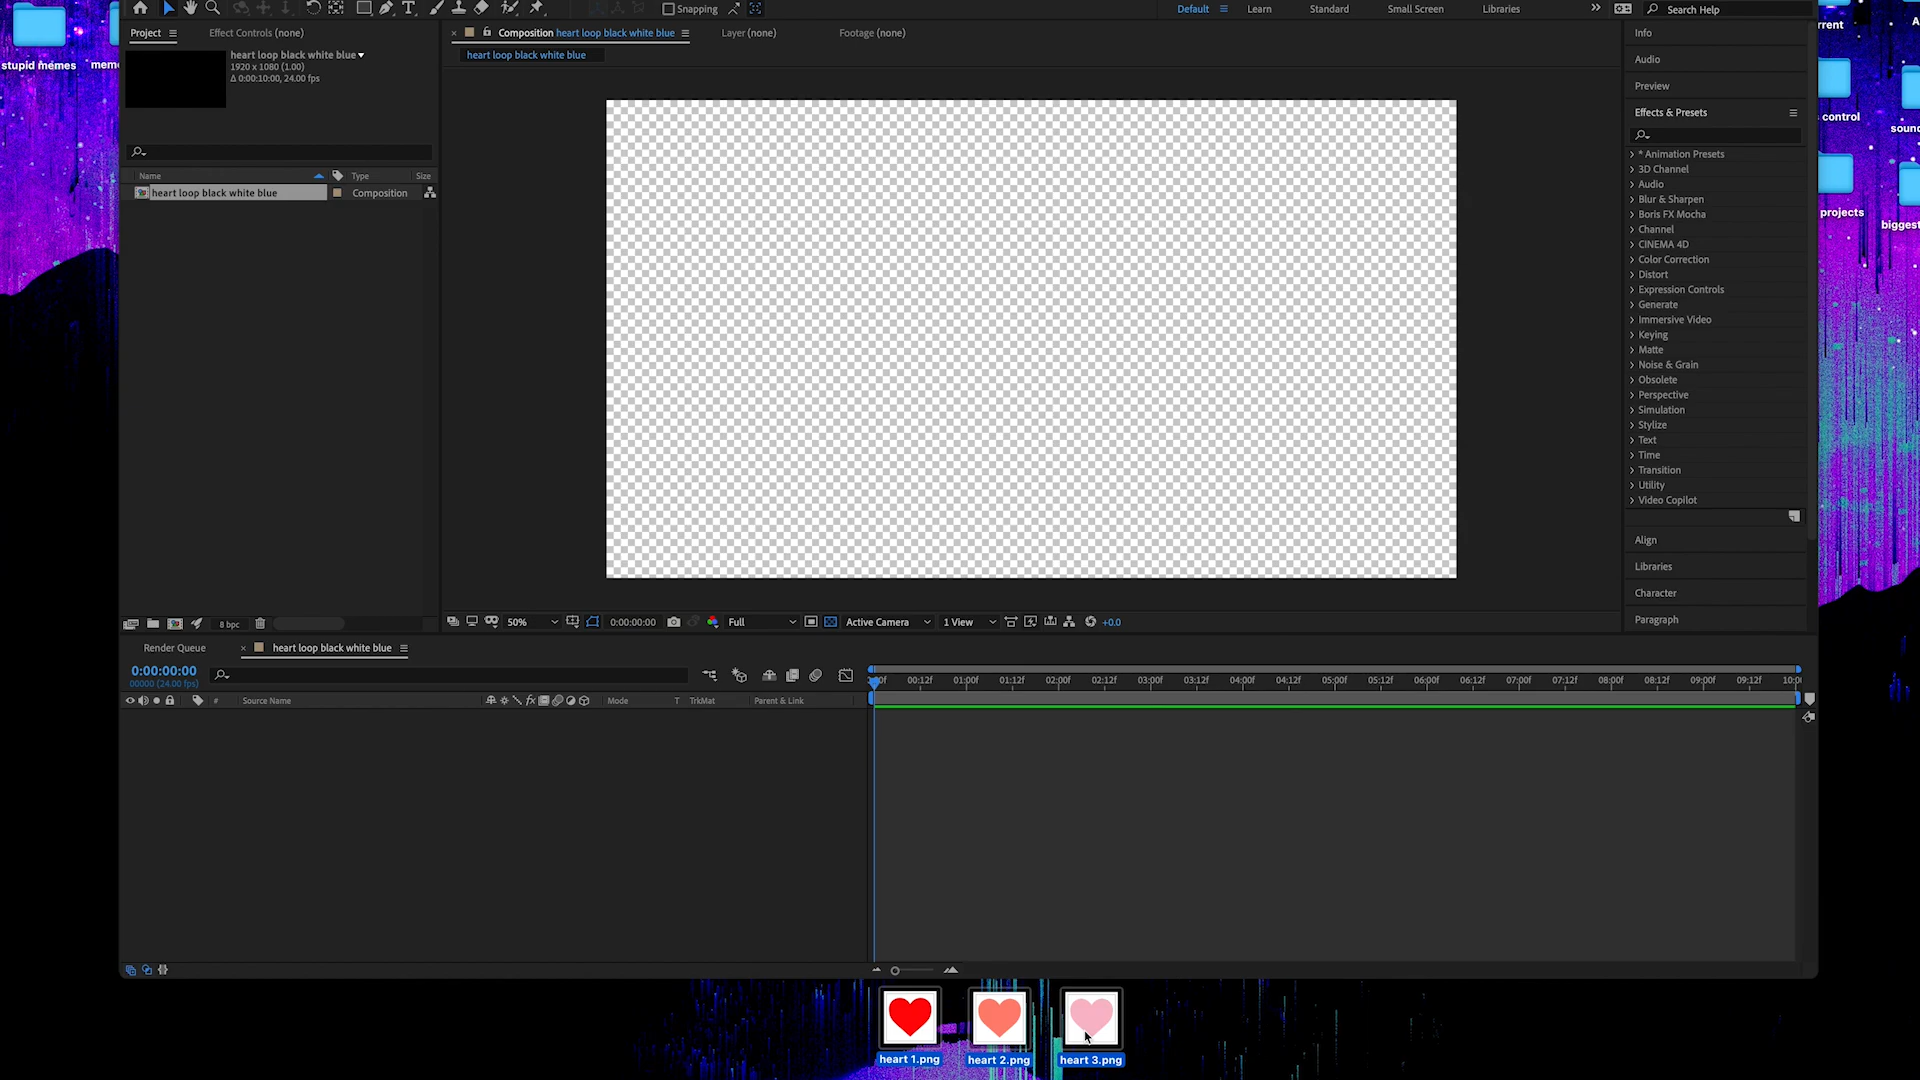 Snapping
Default
Learn
Standard
Small Screen
Libraries
Search Help
Project
Effect Controls (none)
Composition heart loop black white blue
Layer (none)
Footage (none)
Info
heart loop black white blue
1920 x 1080 (1.00)
Δ 0:00:10:00, 24.00 fps
heart loop black white blue
Audio
Preview
Effects & Presets
Name
Type
Size
heart loop black white blue
Composition
* Animation Presets
3D Channel
Audio
Blur & Sharpen
Boris FX Mocha
Channel
CINEMA 4D
Color Correction
Distort
Expression Controls
Generate
Immersive Video
Keying
Matte
Noise & Grain
Obsolete
Perspective
Simulation
Stylize
Text
Time
Transition
Utility
Video Copilot
Align
Libraries
Character
Paragraph
8 bpc
50%
0:00:00:00
Full
Active Camera
1 View
+0.0
Render Queue
heart loop black white blue
0:00:00:00
00000 (24.00 fps)
00:12f
01:00f
01:12f
02:00f
02:12f
03:00f
03:12f
04:00f
04:12f
05:00f
05:12f
06:00f
06:12f
07:00f
07:12f
08:00f
08:12f
09:00f
09:12f
#
Source Name
Mode
T
TrkMat
Parent & Link
stupid memes
control
projects
heart 1.png
heart 2.png
heart 3.png